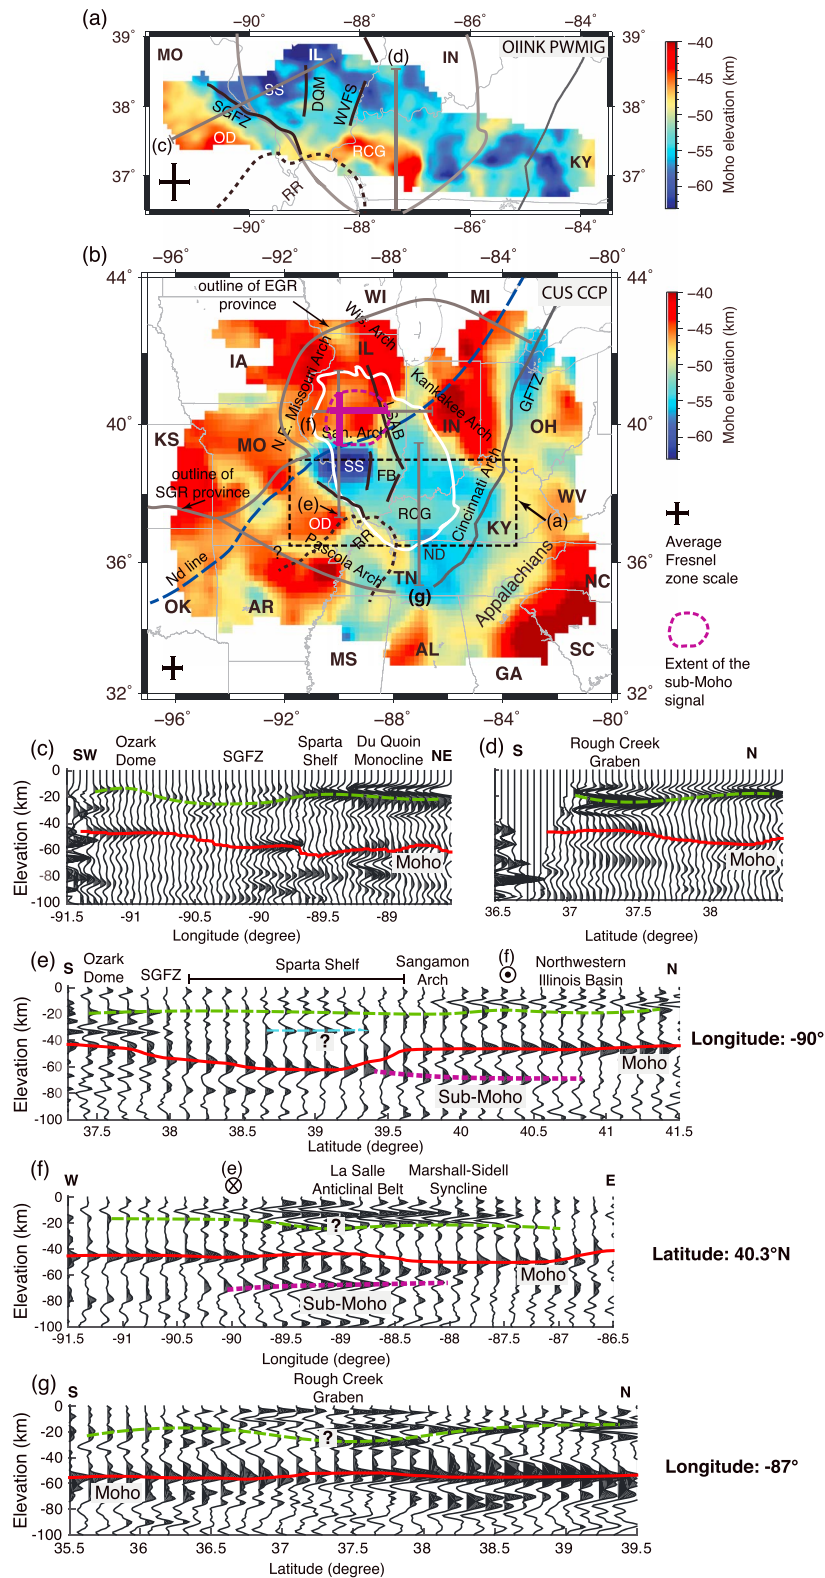 (a)
−90°
−88°
−86°
−84°
39°
38°
37°
MO
IL
IN
OIINK PWMIG
(d)
SS
DQM
WVFS
SGFZ
(c)
OD
RCG
KY
RR
39°
38°
37°
−90°
−88°
−86°
−84°
−40
−45
−50
−55
−60
Moho elevation (km)
(b)
−96°
−94°
−92°
−90°
−88°
−86°
−84°
−82°
−80°
44°
40°
36°
32°
outline of EGR
province
WI
MI
CUS CCP
Wis. Arch
IA
IL
N.E. Missouri Arch
Kankakee Arch
GFTZ
LSAB
(f)
San. Arch
IN
OH
KS
MO
outline of
SGR province
SS
FB
Cincinnati Arch
WV
(e)
OD
RCG
KY
(a)
RR
?
Pascola Arch
ND
Nd line
TN
(g)
Appalachians
NC
OK
AR
MS
AL
GA
SC
44°
40°
36°
32°
−96°
−92°
−88°
−84°
−80°
−40
−45
−50
−55
−60
Moho elevation (km)
Average
Fresnel
zone scale
Extent of the
sub-Moho
signal
(c)
SW
Ozark
Dome
SGFZ
Sparta
Shelf
Du Quoin
Monocline
NE
Elevation (km)
0
-20
-40
-60
-80
-100
Moho
-91.5
-91
-90.5
-90
-89.5
-89
Longitude (degree)
(d)
S
Rough Creek
Graben
N
Moho
36.5
37
37.5
38
Latitude (degree)
(e)
S
Ozark
Dome
SGFZ
Sparta Shelf
Sangamon
Arch
(f)
Northwestern
Illinois Basin
N
Elevation (km)
0
-20
-40
-60
-80
-100
?
Moho
Sub-Moho
37.5
38
38.5
39
39.5
40
40.5
41
41.5
Latitude (degree)
Longitude: -90°
(f)
W
(e)
La Salle
Anticlinal Belt
Marshall-Sidell
Syncline
E
Elevation (km)
0
-20
-40
-60
-80
-100
?
Moho
Sub-Moho
-91.5
-91
-90.5
-90
-89.5
-89
-88.5
-88
-87.5
-87
-86.5
Longitude (degree)
Latitude: 40.3°N
(g)
S
Rough Creek
Graben
N
Elevation (km)
0
-20
-40
-60
-80
-100
?
Moho
35.5
36
36.5
37
37.5
38
38.5
39
39.5
Latitude (degree)
Longitude: -87°